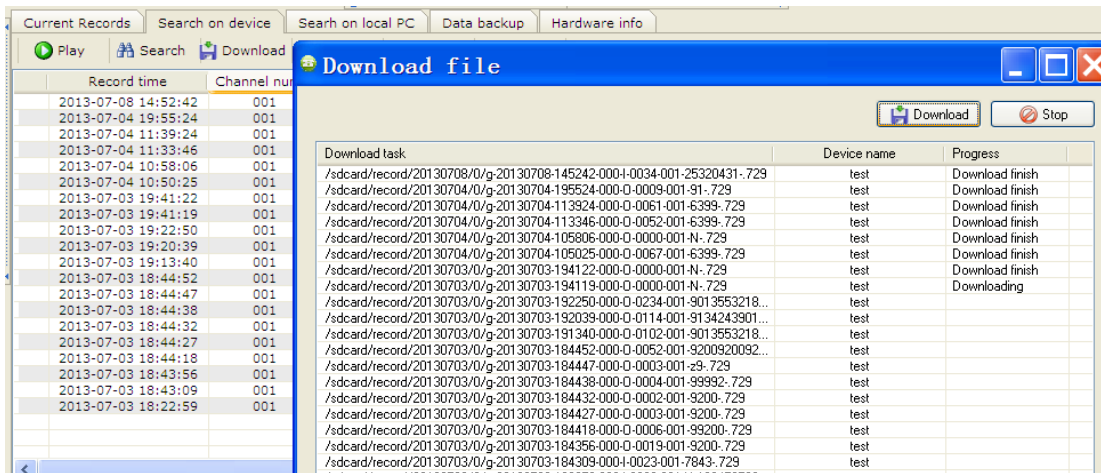 Current Records Search on device Searh on local PC Data backup Hardware info
Play Search Download
Record time Channel nu
2013-07-08 14:52:42 001
2013-07-04 19:55:24 001
2013-07-04 11:39:24 001
2013-07-04 11:33:46 001
2013-07-04 10:58:06 001
2013-07-04 10:50:25 001
2013-07-03 19:41:22 001
2013-07-03 19:41:19 001
2013-07-03 19:22:50 001
2013-07-03 19:20:39 001
2013-07-03 19:13:40 001
2013-07-03 18:44:52 001
2013-07-03 18:44:47 001
2013-07-03 18:44:38 001
2013-07-03 18:44:32 001
2013-07-03 18:44:27 001
2013-07-03 18:44:18 001
2013-07-03 18:43:56 001
2013-07-03 18:43:09 001
2013-07-03 18:22:59 001
Download file
Download Stop
Download task Device name Progress
/sdcard/record/20130708/0/g-20130708-145242-000-I-0034-001-25320431-.729 test Download finish
/sdcard/record/20130704/0/g-20130704-195524-000-O-0009-001-91-.729 test Download finish
/sdcard/record/20130704/0/g-20130704-113924-000-O-0061-001-6399-.729 test Download finish
/sdcard/record/20130704/0/g-20130704-113346-000-O-0052-001-6399-.729 test Download finish
/sdcard/record/20130704/0/g-20130704-105806-000-O-0000-001-N-.729 test Download finish
/sdcard/record/20130704/0/g-20130704-105025-000-O-0067-001-6399-.729 test Download finish
/sdcard/record/20130703/0/g-20130703-194122-000-O-0000-001-N-.729 test Download finish
/sdcard/record/20130703/0/g-20130703-194119-000-O-0000-001-N-.729 test Downloading
/sdcard/record/20130703/0/g-20130703-192250-000-O-0234-001-9013553218... test
/sdcard/record/20130703/0/g-20130703-192039-000-O-0114-001-9134243901... test
/sdcard/record/20130703/0/g-20130703-191340-000-O-0102-001-9013553218... test
/sdcard/record/20130703/0/g-20130703-184452-000-O-0052-001-9200920092... test
/sdcard/record/20130703/0/g-20130703-184447-000-O-0003-001-z9-.729 test
/sdcard/record/20130703/0/g-20130703-184438-000-O-0004-001-99992-.729 test
/sdcard/record/20130703/0/g-20130703-184432-000-O-0002-001-9200-.729 test
/sdcard/record/20130703/0/g-20130703-184427-000-O-0003-001-9200-.729 test
/sdcard/record/20130703/0/g-20130703-184418-000-O-0006-001-99200-.729 test
/sdcard/record/20130703/0/g-20130703-184356-000-O-0019-001-9200-.729 test
/sdcard/record/20130703/0/g-20130703-184309-000-I-0023-001-7843-.729 test